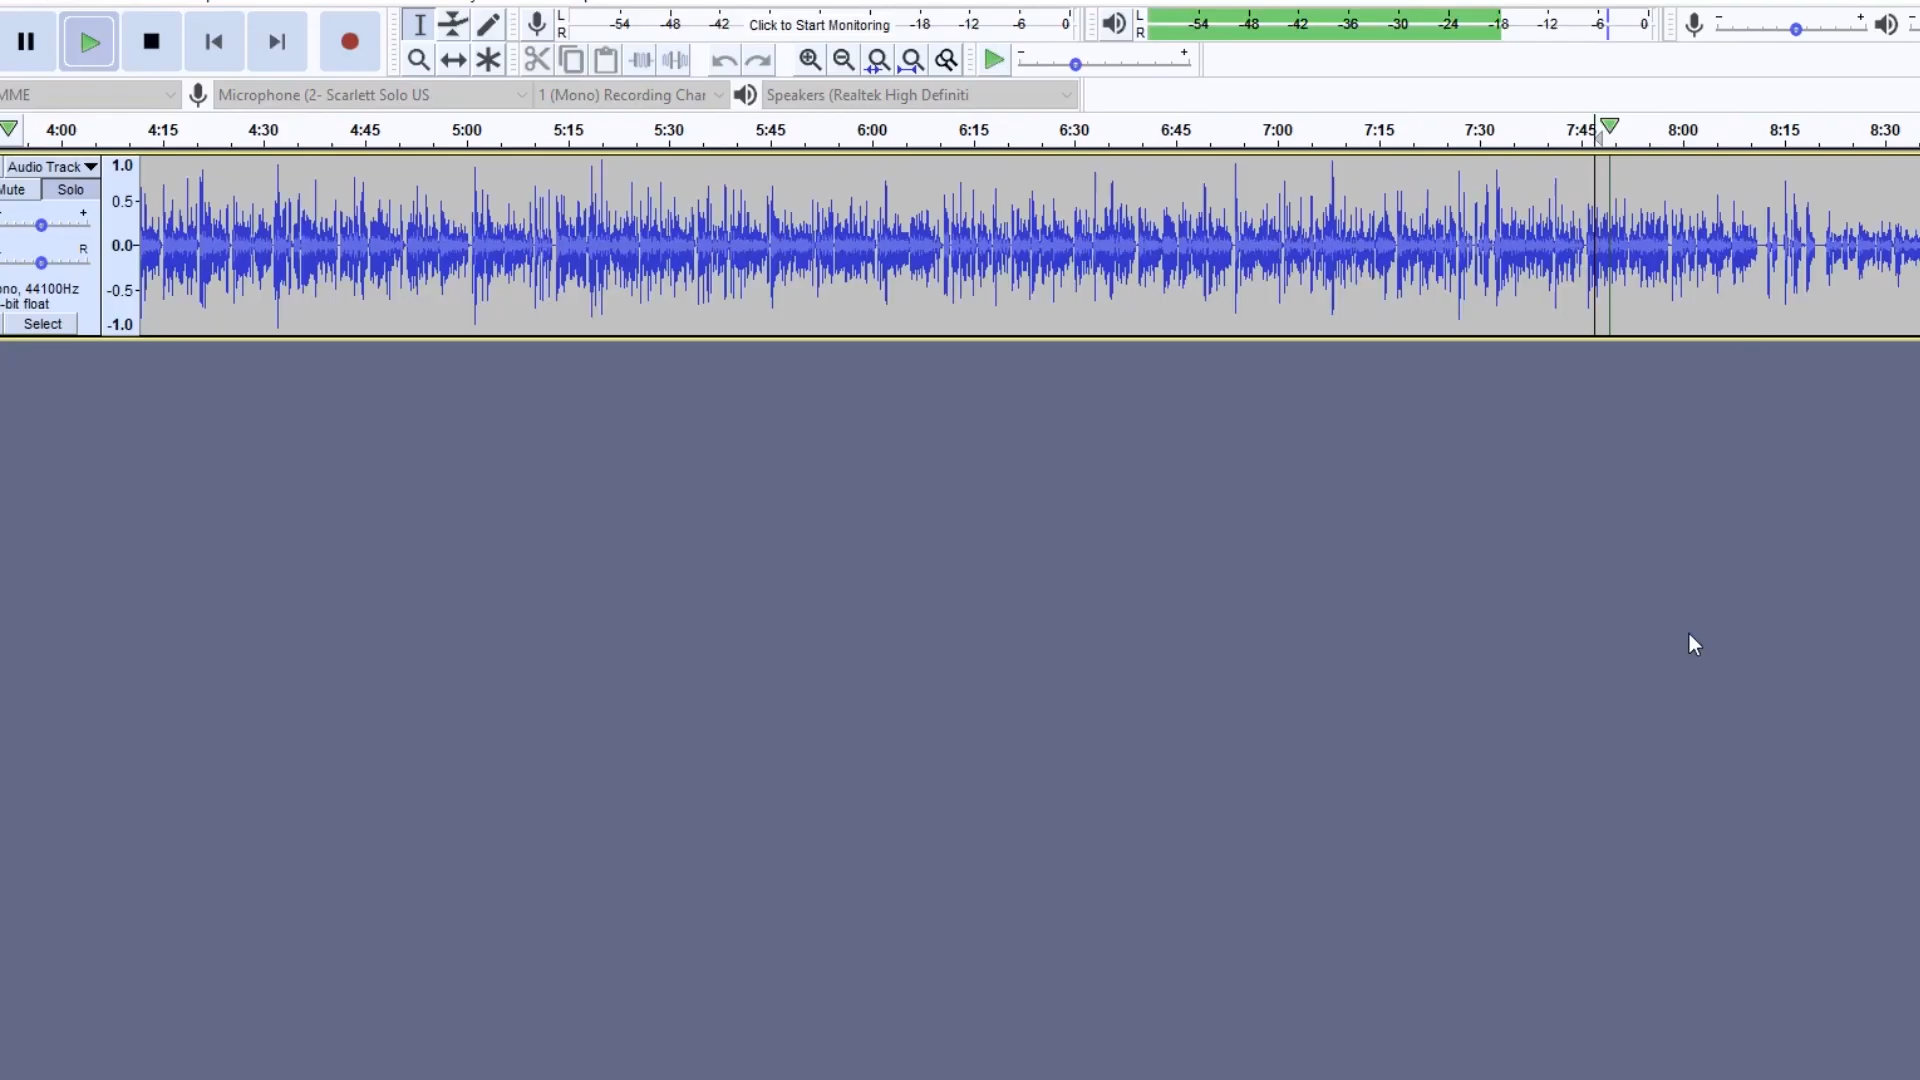 L
R
-54 -48 -42 Click to Start Monitoring -18 -12 -6 0
L
R
-54 -48 -42 -36 -30 -24 -18 -12 -6 0
- +
-
- +
MME
Microphone (2- Scarlett Solo US
1 (Mono) Recording Char
Speakers (Realtek High Definiti
4:00 4:15 4:30 4:45 5:00 5:15 5:30 5:45 6:00 6:15 6:30 6:45 7:00 7:15 7:30 7:45 8:00 8:15 8:30
Audio Track
Mute Solo
- +
R
ono, 44100Hz
-bit float
Select
1.0
0.5
0.0
-0.5
-1.0